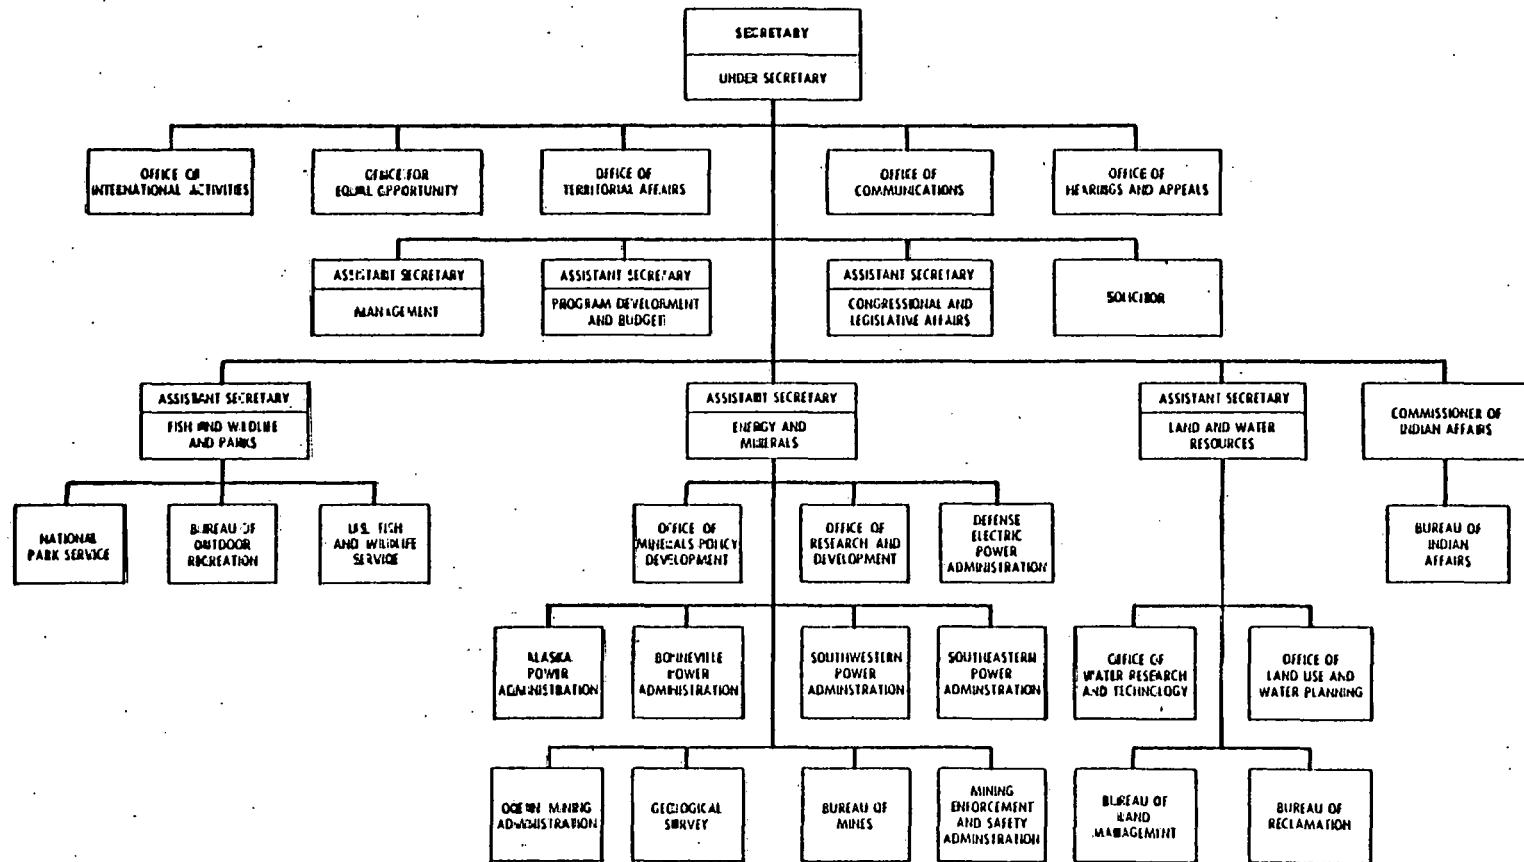 SECRETARY
UNDER SECRETARY
OFFICE OF
INTERNATIONAL ACTIVITIES
OFFICE FOR
EQUAL OPPORTUNITY
OFFICE OF
TERRITORIAL AFFAIRS
OFFICE OF
COMMUNICATIONS
OFFICE OF
HEARINGS AND APPEALS
ASSISTANT SECRETARY
MANAGEMENT
ASSISTANT SECRETARY
PROGRAM DEVELOPMENT
AND BUDGET
ASSISTANT SECRETARY
CONGRESSIONAL AND
LEGISLATIVE AFFAIRS
SOLICITOR
ASSISTANT SECRETARY
FISH AND WILDLIFE
AND PARKS
ASSISTANT SECRETARY
ENERGY AND
MINERALS
ASSISTANT SECRETARY
LAND AND WATER
RESOURCES
COMMISSIONER OF
INDIAN AFFAIRS
NATIONAL
PARK SERVICE
BUREAU OF
OUTDOOR
RECREATION
U.S. FISH
AND WILDLIFE
SERVICE
OFFICE OF
MINERALS POLICY
DEVELOPMENT
OFFICE OF
RESEARCH AND
DEVELOPMENT
DEFENSE
ELECTRIC
POWER
ADMINISTRATION
BUREAU OF
INDIAN
AFFAIRS
ALASKA
POWER
ADMINISTRATION
BONNEVILLE
POWER
ADMINISTRATION
SOUTHWESTERN
POWER
ADMINSTRATION
SOUTHEASTERN
POWER
ADMINSTRATION
OFFICE OF
WATER RESEARCH
AND TECHNOLOGY
OFFICE OF
LAND USE AND
WATER PLANNING
OCEAN MINING
ADMINISTRATION
GEOLOGICAL
SURVEY
BUREAU OF
MINES
MINING
ENFORCEMENT
AND SAFETY
ADMINSTRATION
BUREAU OF
LAND
MANAGEMENT
BUREAU OF
RECLAMATION